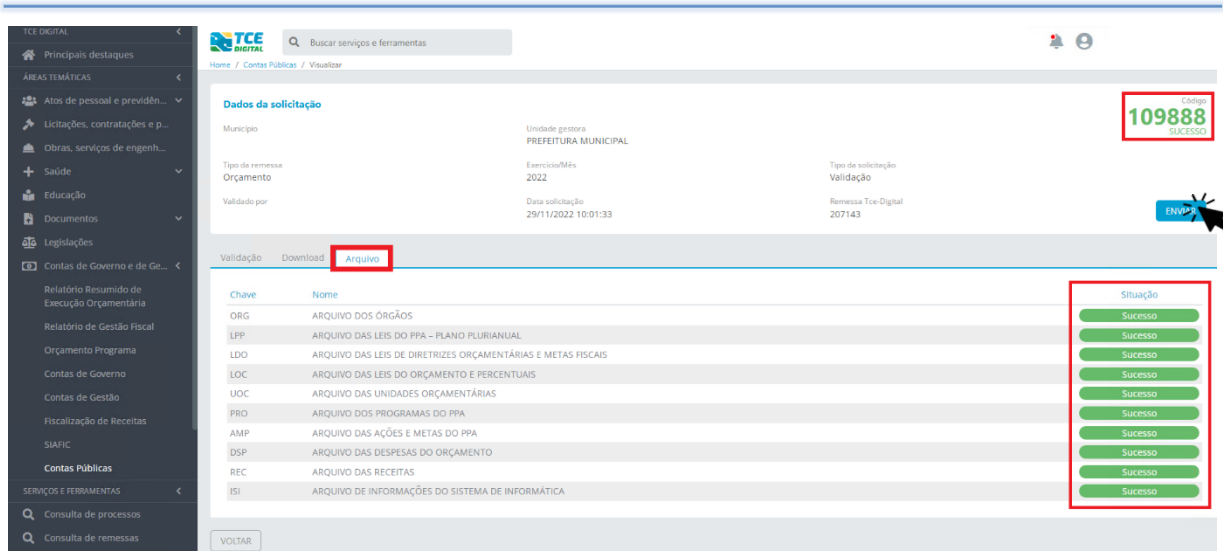 TCE DIGITAL
Principais destaques
ÁREAS TEMÁTICAS
Atos de pessoal e previdên...
Licitações, contratações e p...
Obras, serviços de engenh...
Saúde
Educação
Documentos
Legislações
Contas de Governo e de Ge...
Relatório Resumido de
Execução Orçamentária
Relatório de Gestão Fiscal
Orçamento Programa
Contas de Governo
Contas de Gestão
Fiscalização de Receitas
SIAFIC
Contas Públicas
SERVIÇOS E FERRAMENTAS
Consulta de processos
Consulta de remessas
TCE
DIGITAL
Buscar serviços e ferramentas
Home / Contas Públicas / Visualizar
Dados da solicitação
Código
109888
SUCESSO
Município
Unidade gestora
PREFEITURA MUNICIPAL
Tipo da remessa
Exercício/Mês
Tipo da solicitação
Orçamento
2022
Validação
Validado por
Data solicitação
Remessa Tce-Digital
29/11/2022 10:01:33
207143
ENVIAR
Validação Download Arquivo
Chave Nome Situação
ORG ARQUIVO DOS ÓRGÃOS Sucesso
LPP ARQUIVO DAS LEIS DO PPA – PLANO PLURIANUAL Sucesso
LDO ARQUIVO DAS LEIS DE DIRETRIZES ORÇAMENTÁRIAS E METAS FISCAIS Sucesso
LOC ARQUIVO DAS LEIS DO ORÇAMENTO E PERCENTUAIS Sucesso
UOC ARQUIVO DAS UNIDADES ORÇAMENTÁRIAS Sucesso
PRO ARQUIVO DOS PROGRAMAS DO PPA Sucesso
AMP ARQUIVO DAS AÇÕES E METAS DO PPA Sucesso
DSP ARQUIVO DAS DESPESAS DO ORÇAMENTO Sucesso
REC ARQUIVO DAS RECEITAS Sucesso
ISI ARQUIVO DE INFORMAÇÕES DO SISTEMA DE INFORMÁTICA Sucesso
VOLTAR